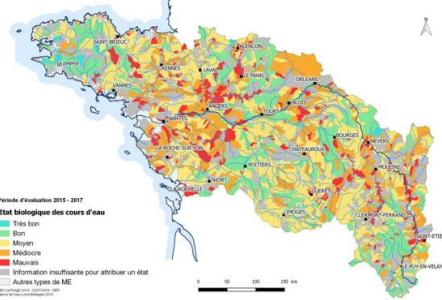 SAINT-BRIEUC
ALENCON
QUIMPER
RENNES
LAVAL
LE MANS
ORLEANS
VANNES
BLOIS
ANGERS
TOURS
NANTES
BOURGES
NEVERS
CHATEAUROUX
LA ROCHE-SUR-YON
MOULINS
POITIERS
NIORT
LA ROCHELLE
GUERET
LIMOGES
CLERMONT-FERRAND
SAINT-ETIE
LE PUY-EN-VELAY
Période d'évaluation 2015 - 2017
Etat biologique des cours d'eau
Très bon
Bon
Moyen
Médiocre
Mauvais
Information insuffisante pour attribuer un état
Autres types de ME
0 50 100 150 km
N